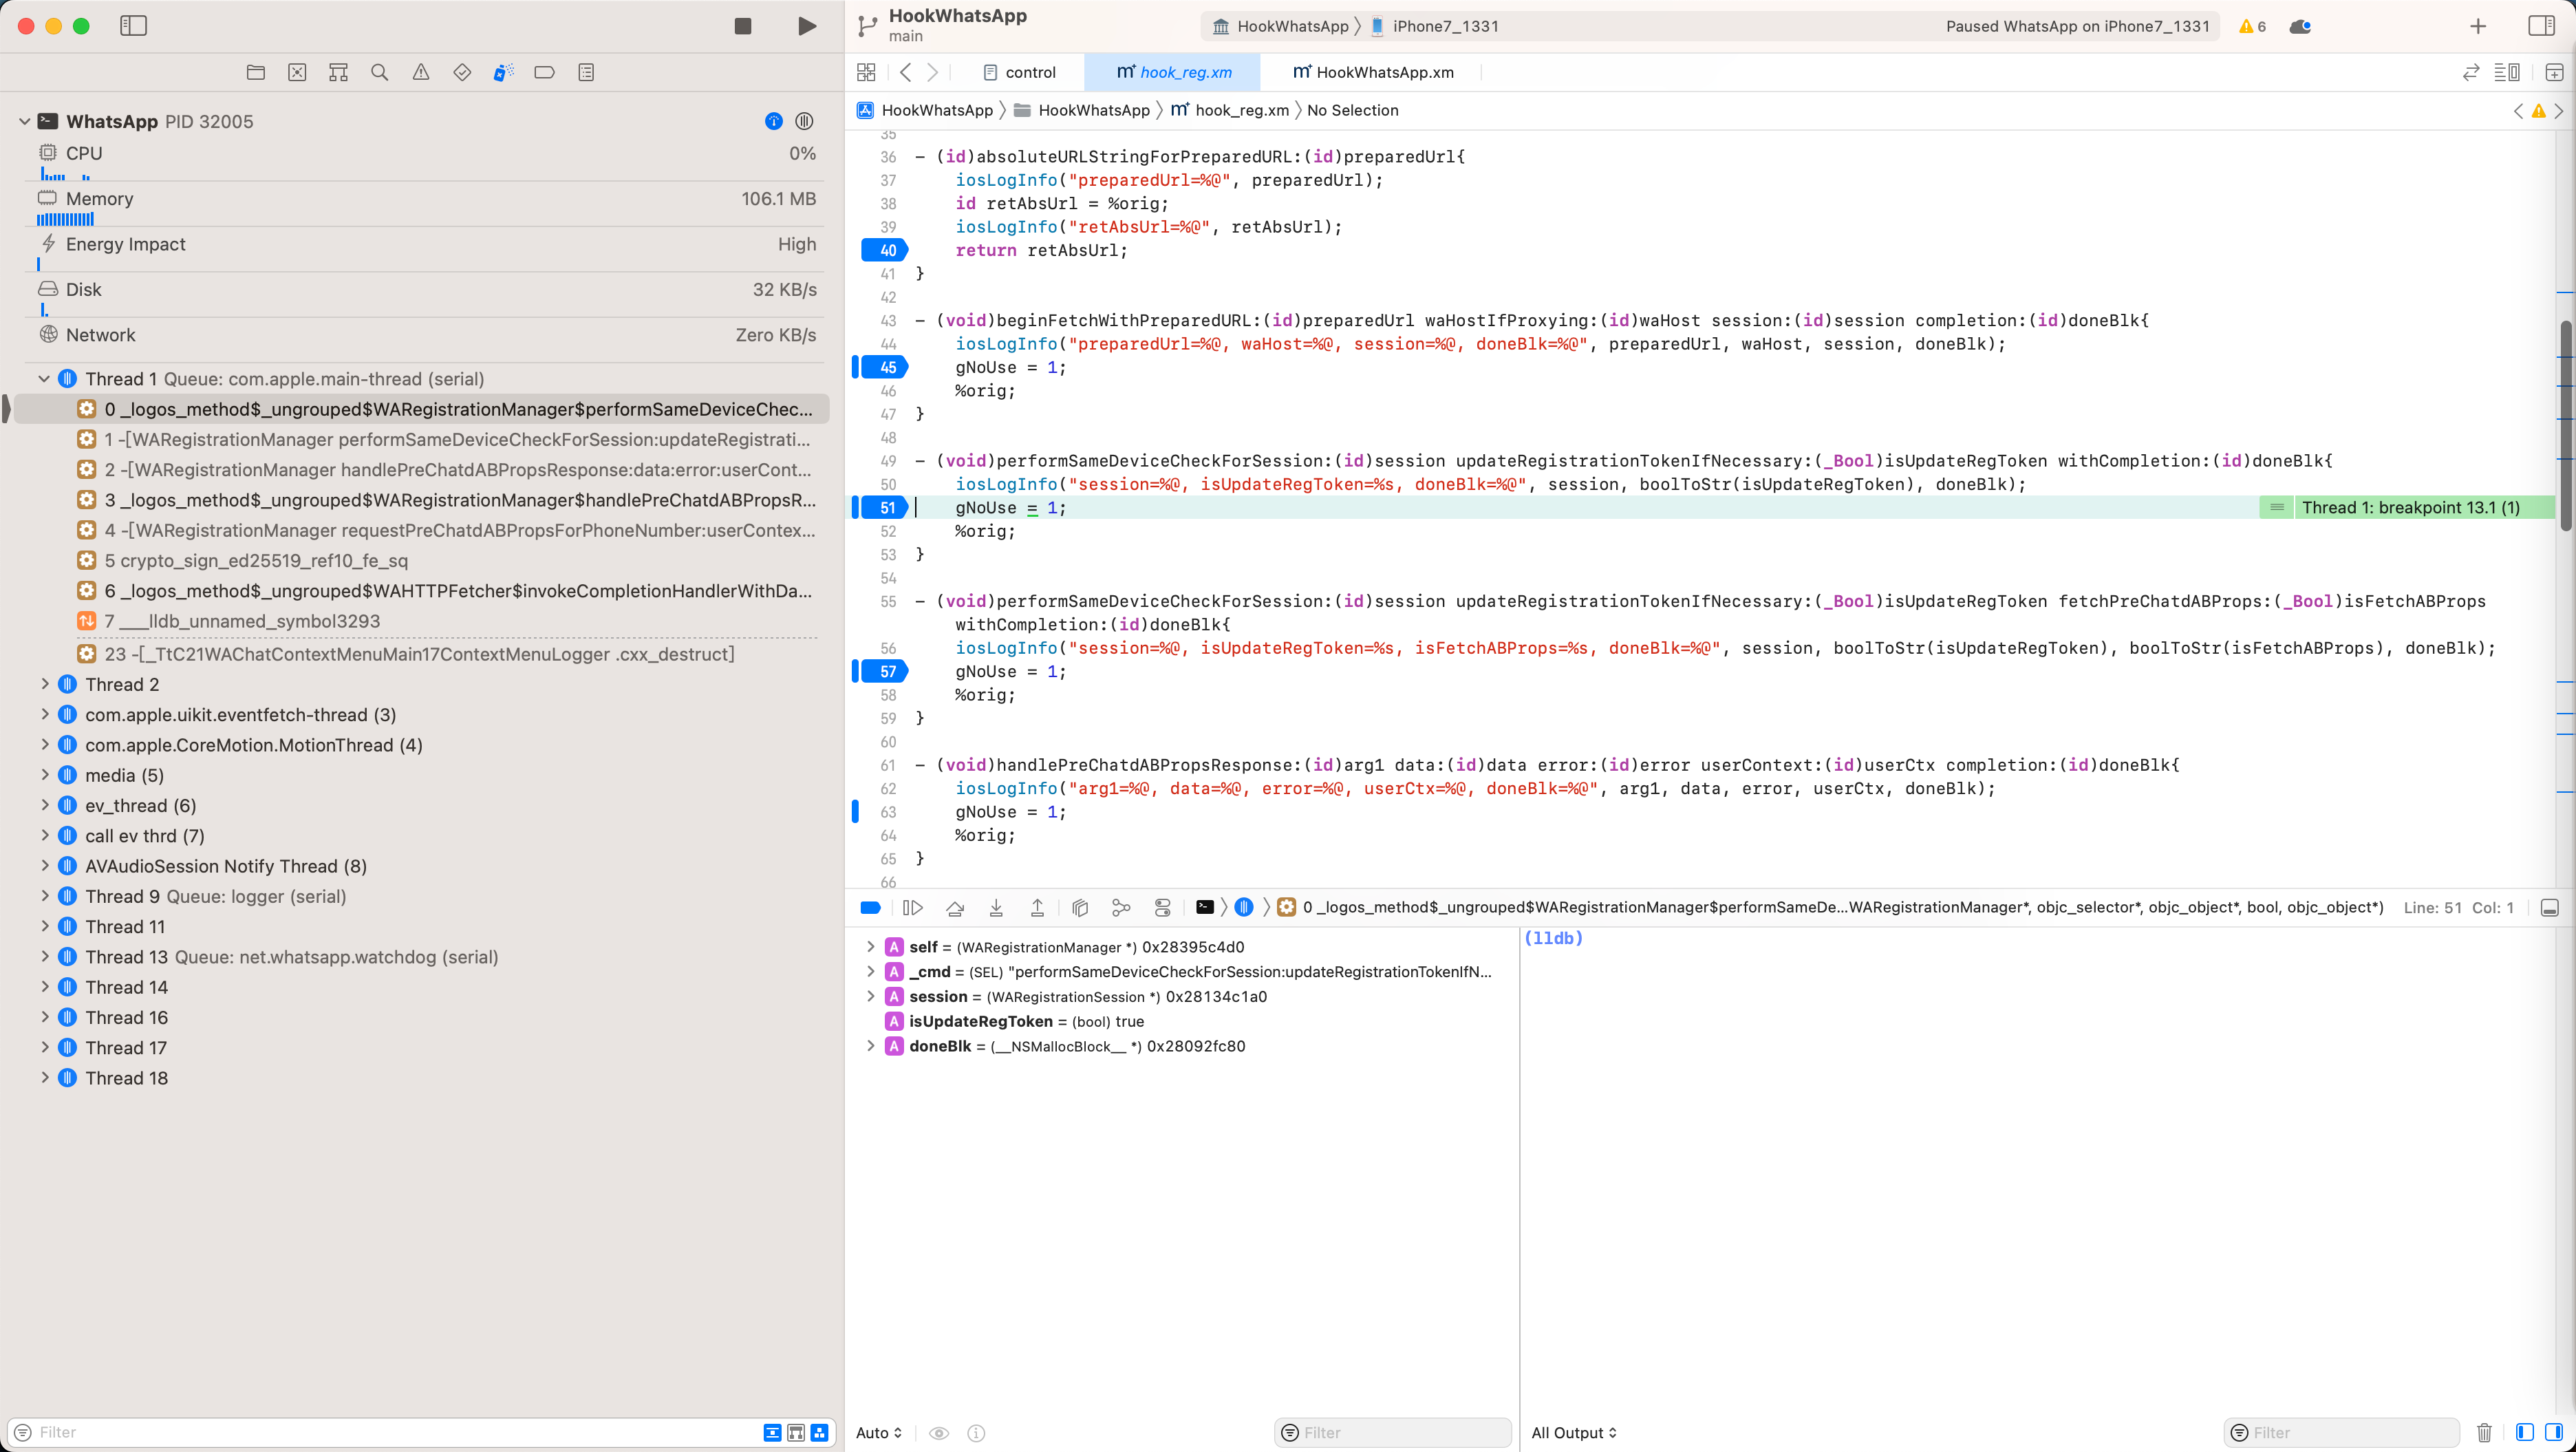 HookWhatsApp
main
HookWhatsApp
iPhone7_1331
Paused WhatsApp on iPhone7_1331
6
control
hook_reg.xm
HookWhatsApp.xm
HookWhatsApp
HookWhatsApp
hook_reg.xm
No Selection
WhatsApp PID 32005
CPU 0%
Memory 106.1 MB
Energy Impact High
Disk 32 KB/s
Network Zero KB/s
Thread 1 Queue: com.apple.main-thread (serial)
0 _logos_method$_ungrouped$WARegistrationManager$performSameDeviceChec...
1 -[WARegistrationManager performSameDeviceCheckForSession:updateRegistrati...
2 -[WARegistrationManager handlePreChatdABPropsResponse:data:error:userCont...
3 _logos_method$_ungrouped$WARegistrationManager$handlePreChatdABPropsR...
4 -[WARegistrationManager requestPreChatdABPropsForPhoneNumber:userContex...
5 crypto_sign_ed25519_ref10_fe_sq
6 _logos_method$_ungrouped$WAHTTPFetcher$invokeCompletionHandlerWithDa...
7 ___lldb_unnamed_symbol3293
23 -[_TtC21WAChatContextMenuMain17ContextMenuLogger .cxx_destruct]
Thread 2
com.apple.uikit.eventfetch-thread (3)
com.apple.CoreMotion.MotionThread (4)
media (5)
ev_thread (6)
call ev thrd (7)
AVAudioSession Notify Thread (8)
Thread 9 Queue: logger (serial)
Thread 11
Thread 13 Queue: net.whatsapp.watchdog (serial)
Thread 14
Thread 16
Thread 17
Thread 18
Filter
35
36 - (id)absoluteURLStringForPreparedURL:(id)preparedUrl{
37 iosLogInfo("preparedUrl=%@", preparedUrl);
38 id retAbsUrl = %orig;
39 iosLogInfo("retAbsUrl=%@", retAbsUrl);
40 return retAbsUrl;
41 }
42
43 - (void)beginFetchWithPreparedURL:(id)preparedUrl waHostIfProxying:(id)waHost session:(id)session completion:(id)doneBlk{
44 iosLogInfo("preparedUrl=%@, waHost=%@, session=%@, doneBlk=%@", preparedUrl, waHost, session, doneBlk);
45 gNoUse = 1;
46 %orig;
47 }
48
49 - (void)performSameDeviceCheckForSession:(id)session updateRegistrationTokenIfNecessary:(_Bool)isUpdateRegToken withCompletion:(id)doneBlk{
50 iosLogInfo("session=%@, isUpdateRegToken=%s, doneBlk=%@", session, boolToStr(isUpdateRegToken), doneBlk);
51 gNoUse = 1;
Thread 1: breakpoint 13.1 (1)
52 %orig;
53 }
54
55 - (void)performSameDeviceCheckForSession:(id)session updateRegistrationTokenIfNecessary:(_Bool)isUpdateRegToken fetchPreChatdABProps:(_Bool)isFetchABProps
withCompletion:(id)doneBlk{
56 iosLogInfo("session=%@, isUpdateRegToken=%s, isFetchABProps=%s, doneBlk=%@", session, boolToStr(isUpdateRegToken), boolToStr(isFetchABProps), doneBlk);
57 gNoUse = 1;
58 %orig;
59 }
60
61 - (void)handlePreChatdABPropsResponse:(id)arg1 data:(id)data error:(id)error userContext:(id)userCtx completion:(id)doneBlk{
62 iosLogInfo("arg1=%@, data=%@, error=%@, userCtx=%@, doneBlk=%@", arg1, data, error, userCtx, doneBlk);
63 gNoUse = 1;
64 %orig;
65 }
66
0 _logos_method$_ungrouped$WARegistrationManager$performSameDe...WARegistrationManager*, objc_selector*, objc_object*, bool, objc_object*)
Line: 51 Col: 1
A self = (WARegistrationManager *) 0x28395c4d0
A _cmd = (SEL) "performSameDeviceCheckForSession:updateRegistrationTokenIfN...
A session = (WARegistrationSession *) 0x28134c1a0
A isUpdateRegToken = (bool) true
A doneBlk = (__NSMallocBlock__ *) 0x28092fc80
Auto
Filter
(lldb)
All Output
Filter